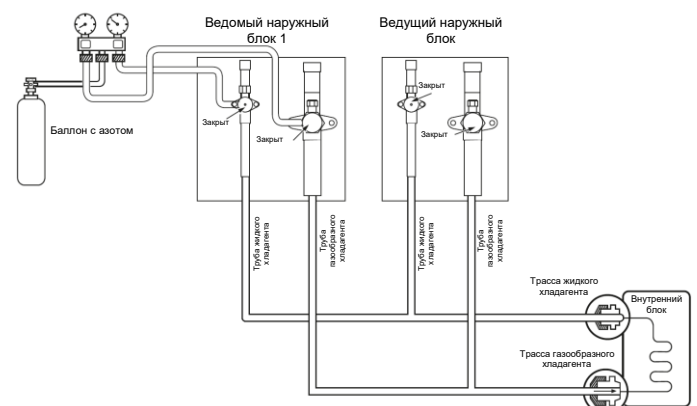 Ведомый наружный
блок 1
Ведущий наружный
блок
Баллон с азотом
Закрыт
Закрыт
Закрыт
Закрыт
Труба жидкого
хладагента
Труба
газообразного
хладагента
Труба жидкого
хладагента
Труба
газообразного
хладагента
Трасса жидкого
хладагента
Внутренний
блок
Трасса газообразного
хладагента